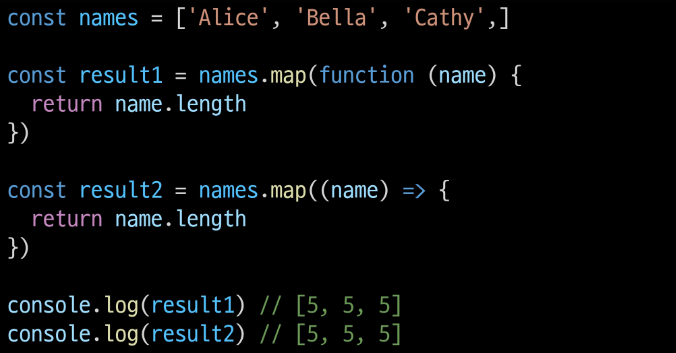 const names = ['Alice', 'Bella', 'Cathy',]
const result1 = names.map(function (name) {
  return name.length
})
const result2 = names.map((name) => {
  return name.length
})
console.log(result1) // [5, 5, 5]
console.log(result2) // [5, 5, 5]